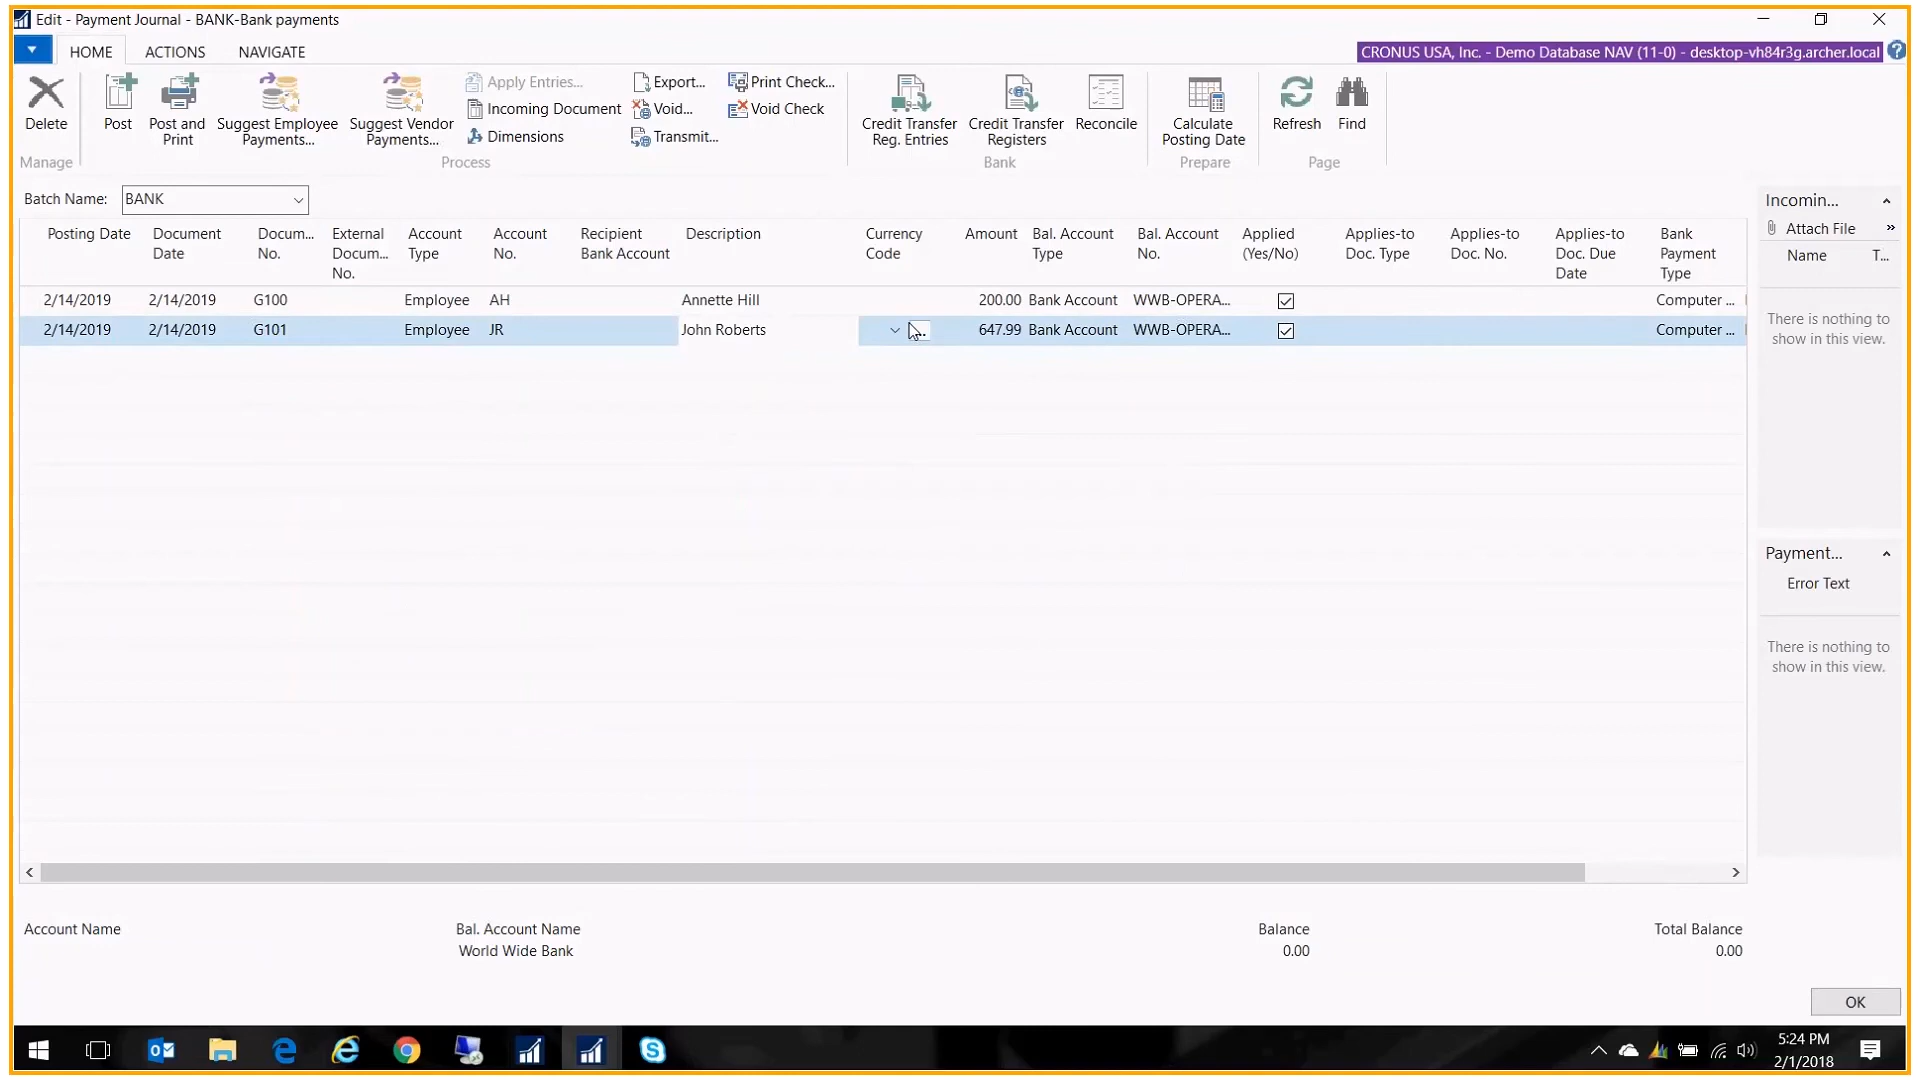 Edit - Payment Journal - BANK-Bank payments
HOME ACTIONS NAVIGATE
CRONUS USA, Inc. - Demo Database NAV (11-0) - desktop-vh84r3g.archer.local
Delete
Post
Post and Print
Suggest Employee Payments...
Suggest Vendor Payments...
Apply Entries...
Incoming Document
Dimensions
Export...
Void...
Transmit...
Print Check...
Void Check
Credit Transfer Reg. Entries
Credit Transfer Registers
Reconcile
Calculate Posting Date
Refresh
Find
Manage Process Bank Prepare Page
Batch Name: BANK
Posting Date
Document Date
Docum... No.
External Docum... No.
Account Type
Account No.
Recipient Bank Account
Description
Currency Code
Amount
Bal. Account Type
Bal. Account No.
Applied (Yes/No)
Applies-to Doc. Type
Applies-to Doc. No.
Applies-to Doc. Due Date
Bank Payment Type
2/14/2019 2/14/2019 G100 Employee AH Annette Hill 200.00 Bank Account WWB-OPERA... Computer ...
2/14/2019 2/14/2019 G101 Employee JR John Roberts 647.99 Bank Account WWB-OPERA... Computer ...
Incomin...
Attach File »
Name T...
There is nothing to
show in this view.
Payment...
Error Text
There is nothing to
show in this view.
Account Name Bal. Account Name Balance Total Balance
World Wide Bank 0.00 0.00
OK
5:24 PM
2/1/2018